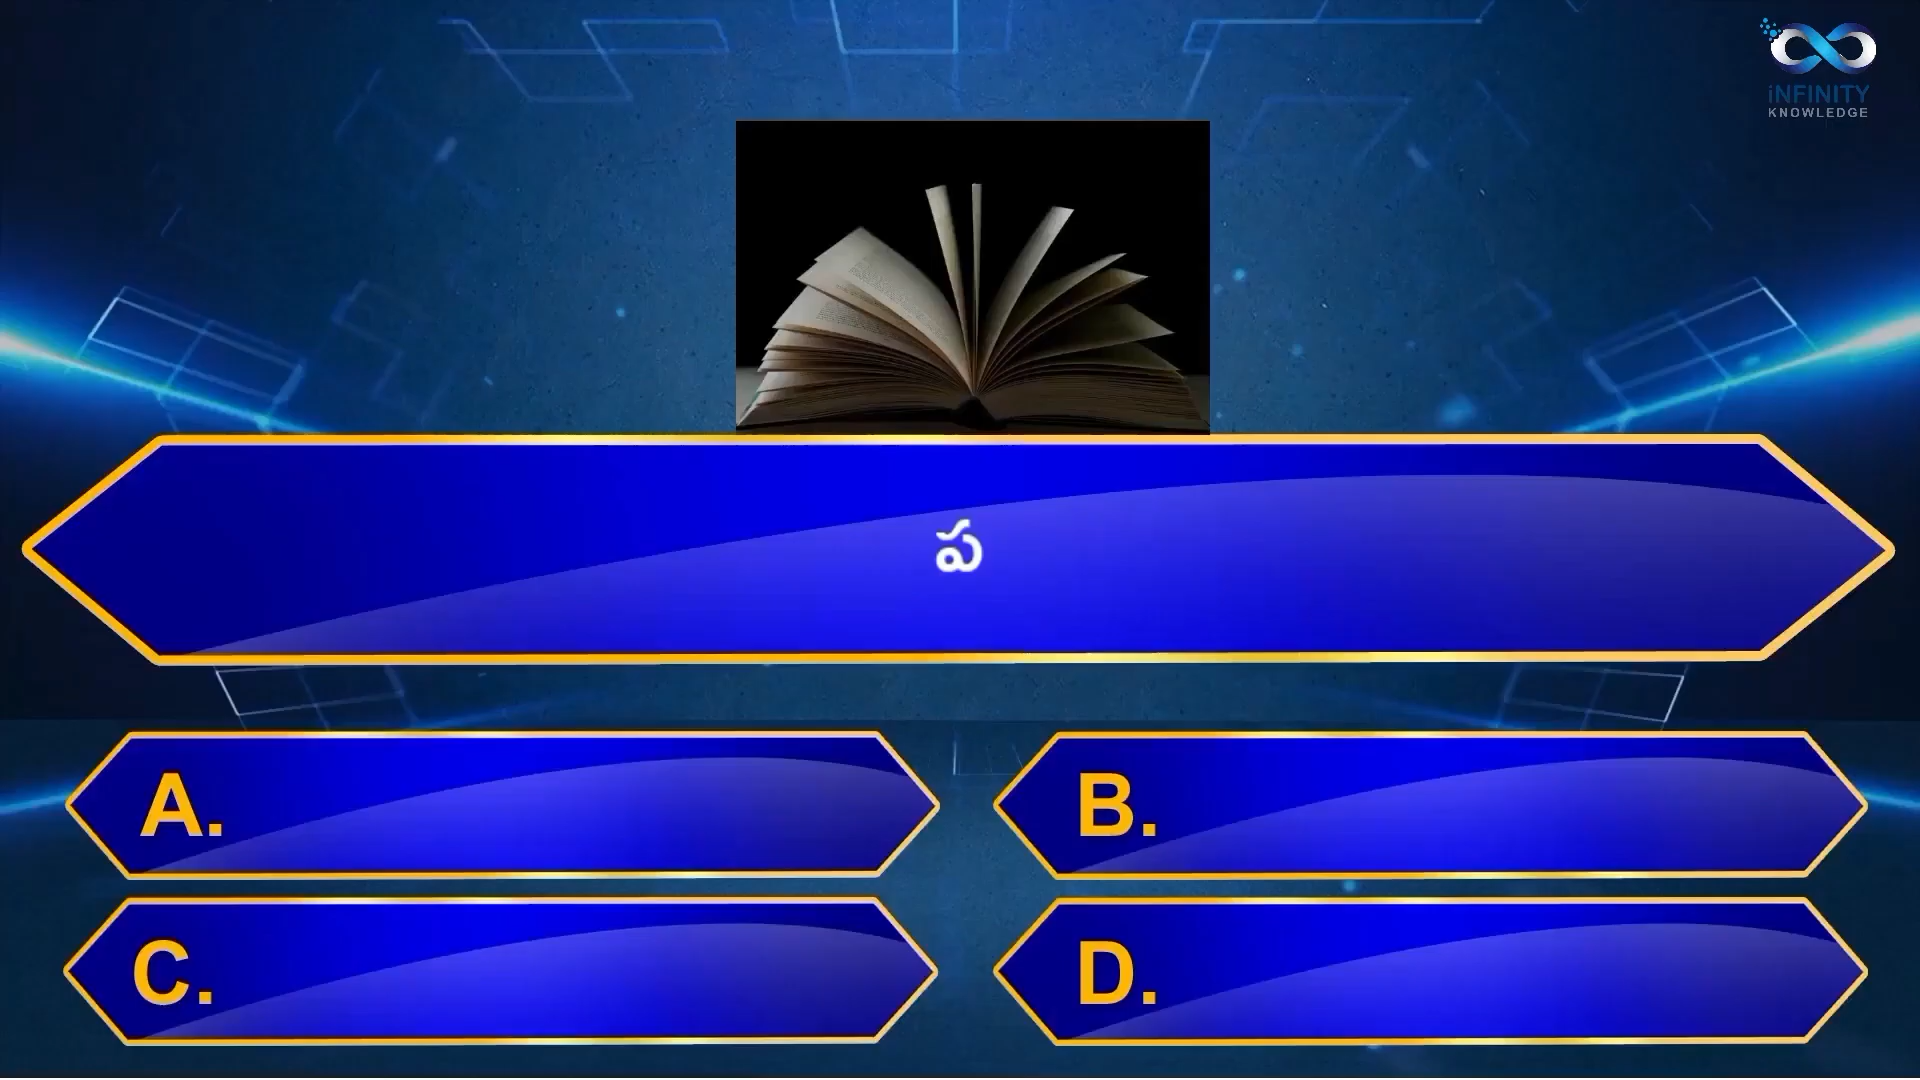 iNFINITY
KNOWLEDGE
ప
A.
B.
C.
D.